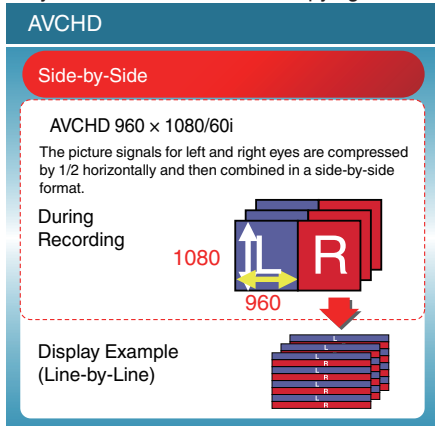 AVCHD
Side-by-Side
AVCHD 960 × 1080/60i
The picture signals for left and right eyes are compressed
by 1/2 horizontally and then combined in a side-by-side
format.
During
Recording
L R
1080
960
Display Example
(Line-by-Line)
L
L
L
R
L
R
L
R
L
R